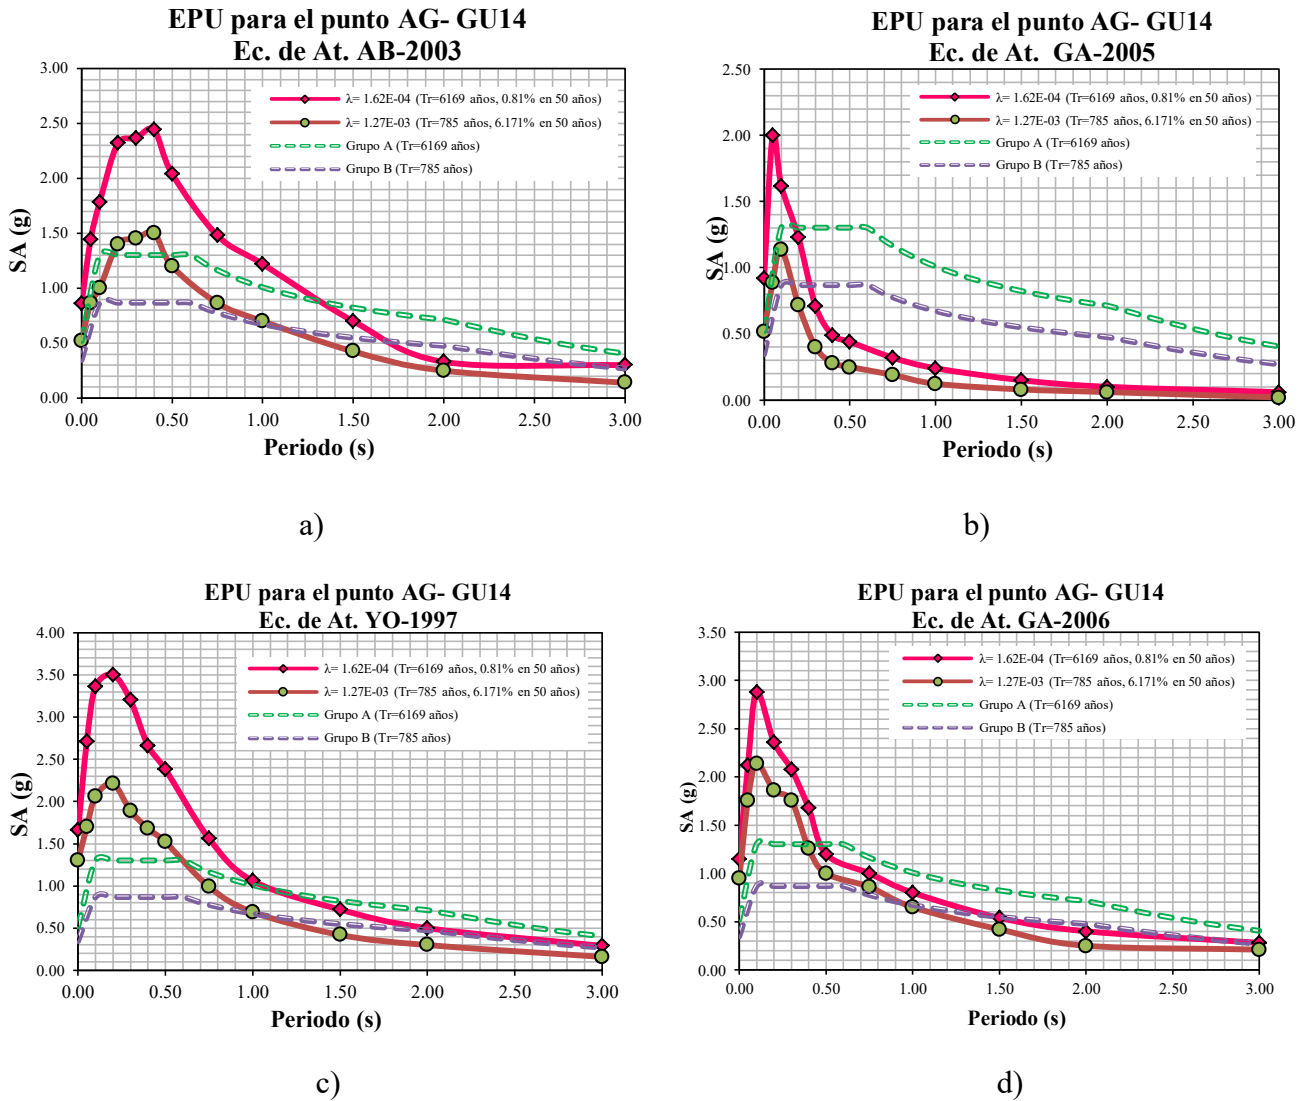 EPU para el punto AG- GU14
Ec. de At. AB-2003
3.00
2.50
2.00
1.50
1.00
0.50
0.00
SA (g)
λ= 1.62E-04 (Tr=6169 años, 0.81% en 50 años)
λ= 1.27E-03 (Tr=785 años, 6.171% en 50 años)
Grupo A (Tr=6169 años)
Grupo B (Tr=785 años)
0.00 0.50 1.00 1.50 2.00 2.50 3.00
Periodo (s)
a)
EPU para el punto AG- GU14
Ec. de At. GA-2005
2.50
2.00
1.50
1.00
0.50
0.00
SA (g)
λ= 1.62E-04 (Tr=6169 años, 0.81% en 50 años)
λ= 1.27E-03 (Tr=785 años, 6.171% en 50 años)
Grupo A (Tr=6169 años)
Grupo B (Tr=785 años)
0.00 0.50 1.00 1.50 2.00 2.50 3.00
Periodo (s)
b)
EPU para el punto AG- GU14
Ec. de At. YO-1997
4.00
3.50
3.00
2.50
2.00
1.50
1.00
0.50
0.00
SA (g)
λ= 1.62E-04 (Tr=6169 años, 0.81% en 50 años)
λ= 1.27E-03 (Tr=785 años, 6.171% en 50 años)
Grupo A (Tr=6169 años)
Grupo B (Tr=785 años)
0.00 0.50 1.00 1.50 2.00 2.50 3.00
Periodo (s)
c)
EPU para el punto AG- GU14
Ec. de At. GA-2006
3.50
3.00
2.50
2.00
1.50
1.00
0.50
0.00
SA (g)
λ= 1.62E-04 (Tr=6169 años, 0.81% en 50 años)
λ= 1.27E-03 (Tr=785 años, 6.171% en 50 años)
Grupo A (Tr=6169 años)
Grupo B (Tr=785 años)
0.00 0.50 1.00 1.50 2.00 2.50 3.00
Periodo (s)
d)